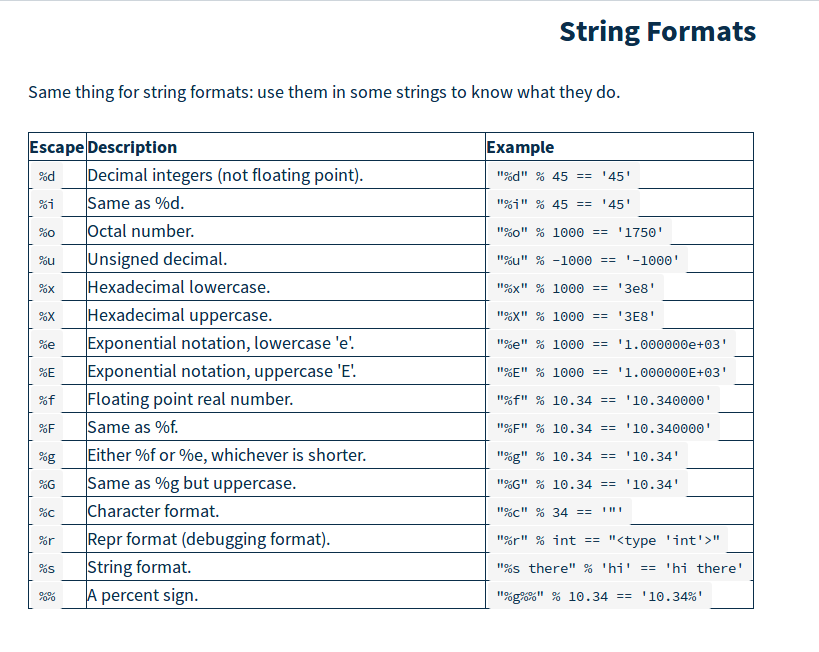 String Formats
Same thing for string formats: use them in some strings to know what they do.
Escape Description Example
%d Decimal integers (not floating point). "%d" % 45 == '45'
%i Same as %d. "%i" % 45 == '45'
%o Octal number. "%o" % 1000 == '1750'
%u Unsigned decimal. "%u" % -1000 == '-1000'
%x Hexadecimal lowercase. "%x" % 1000 == '3e8'
%X Hexadecimal uppercase. "%X" % 1000 == '3E8'
%e Exponential notation, lowercase 'e'. "%e" % 1000 == '1.000000e+03'
%E Exponential notation, uppercase 'E'. "%E" % 1000 == '1.000000E+03'
%f Floating point real number. "%f" % 10.34 == '10.340000'
%F Same as %f. "%F" % 10.34 == '10.340000'
%g Either %f or %e, whichever is shorter. "%g" % 10.34 == '10.34'
%G Same as %g but uppercase. "%G" % 10.34 == '10.34'
%c Character format. "%c" % 34 == '"'
%r Repr format (debugging format). "%r" % int == "<type 'int'>"
%s String format. "%s there" % 'hi' == 'hi there'
%% A percent sign. "%g%%" % 10.34 == '10.34%'